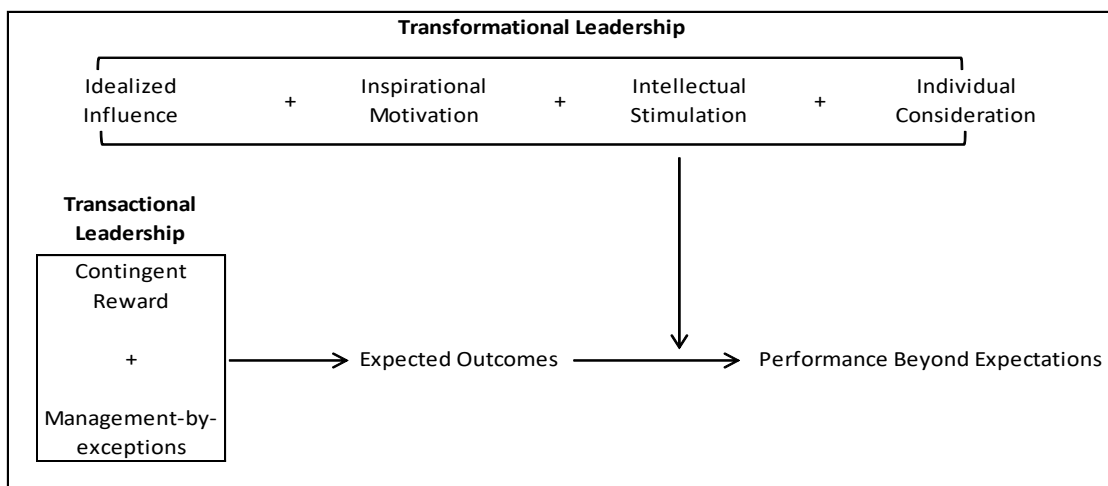 Transformational Leadership
Idealized Influence
+
Inspirational Motivation
+
Intellectual Stimulation
+
Individual Consideration
Transactional
Leadership
Contingent
Reward
+
Management-by-
exceptions
Expected Outcomes
Performance Beyond Expectations